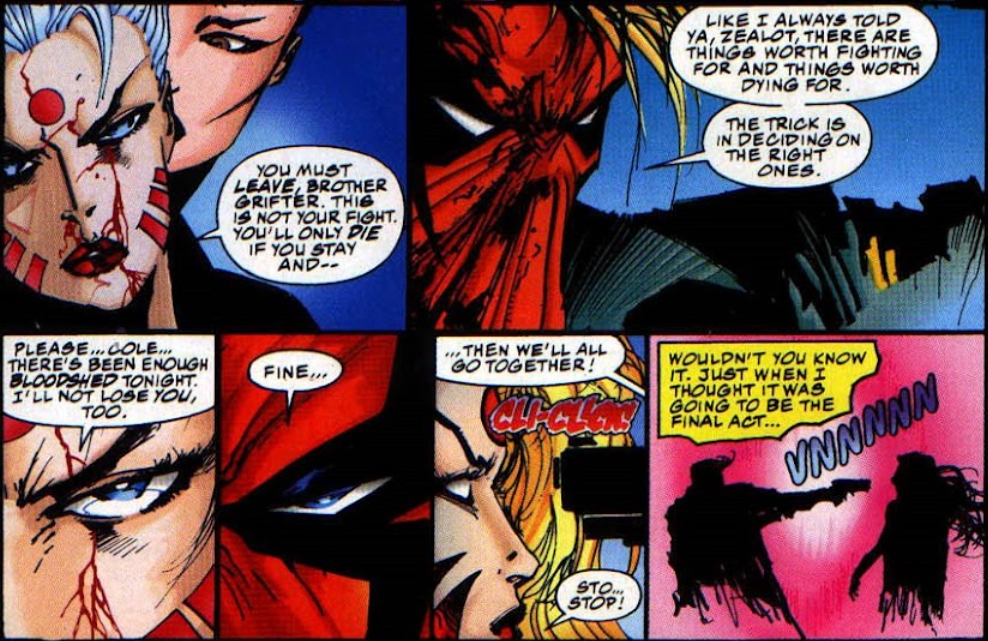 YOU MUST
LEAVE, BROTHER
GRIFTER. THIS
IS NOT YOUR FIGHT.
YOU'LL ONLY DIE
IF YOU STAY
AND--
LIKE I ALWAYS TOLD
YA, ZEALOT, THERE ARE
THINGS WORTH FIGHTING
FOR AND THINGS WORTH
DYING FOR.
THE TRICK IS
IN DECIDING ON
THE RIGHT
ONES.
PLEASE... COLE...
THERE'S BEEN ENOUGH
BLOODSHED TONIGHT.
I'LL NOT LOSE YOU,
TOO.
FINE...
...THEN WE'LL ALL
GO TOGETHER!
CLI-CLICK!
STO...
STOP!
WOULDN'T YOU KNOW
IT. JUST WHEN I
THOUGHT IT WAS
GOING TO BE THE
FINAL ACT...
VNNNNNN